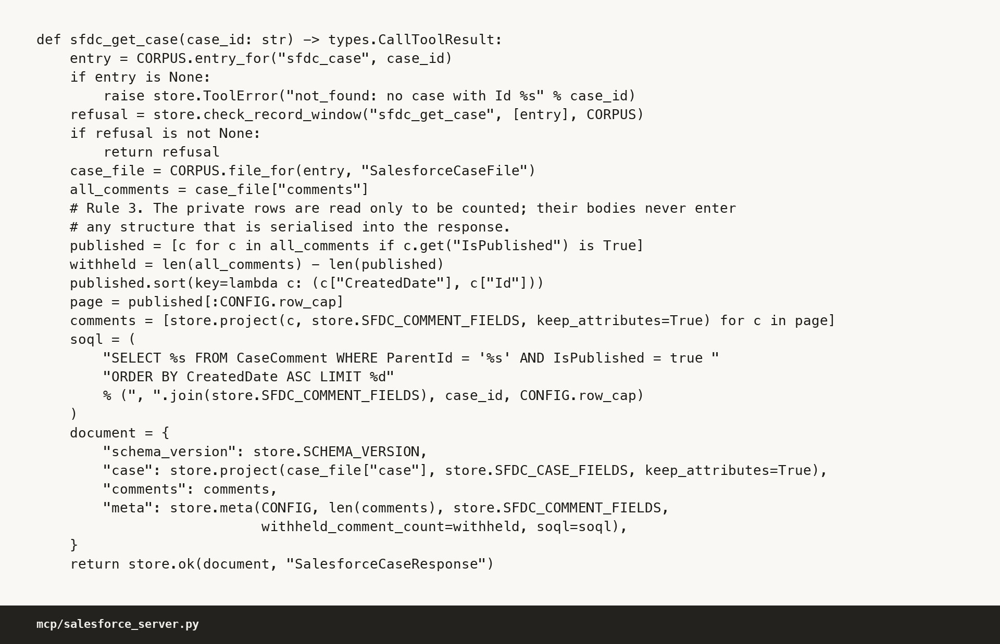 def sfdc_get_case(case_id: str) −> types.CallToolResult:
    entry = CORPUS.entry_for("sfdc_case", case_id)
    if entry is None:
        raise store.ToolError("not_found: no case with Id %s" % case_id)
    refusal = store.check_record_window("sfdc_get_case", [entry], CORPUS)
    if refusal is not None:
        return refusal
    case_file = CORPUS.file_for(entry, "SalesforceCaseFile")
    all_comments = case_file["comments"]
    # Rule 3. The private rows are read only to be counted; their bodies never enter
    # any structure that is serialised into the response.
    published = [c for c in all_comments if c.get("IsPublished") is True]
    withheld = len(all_comments) − len(published)
    published.sort(key=lambda c: (c["CreatedDate"], c["Id"]))
    page = published[:CONFIG.row_cap]
    comments = [store.project(c, store.SFDC_COMMENT_FIELDS, keep_attributes=True) for c in page]
    soql = (
        "SELECT %s FROM CaseComment WHERE ParentId = '%s' AND IsPublished = true "
        "ORDER BY CreatedDate ASC LIMIT %d"
        % (", ".join(store.SFDC_COMMENT_FIELDS), case_id, CONFIG.row_cap)
    )
    document = {
        "schema_version": store.SCHEMA_VERSION,
        "case": store.project(case_file["case"], store.SFDC_CASE_FIELDS, keep_attributes=True),
        "comments": comments,
        "meta": store.meta(CONFIG, len(comments), store.SFDC_COMMENT_FIELDS,
                           withheld_comment_count=withheld, soql=soql),
    }
    return store.ok(document, "SalesforceCaseResponse")
mcp/salesforce_server.py